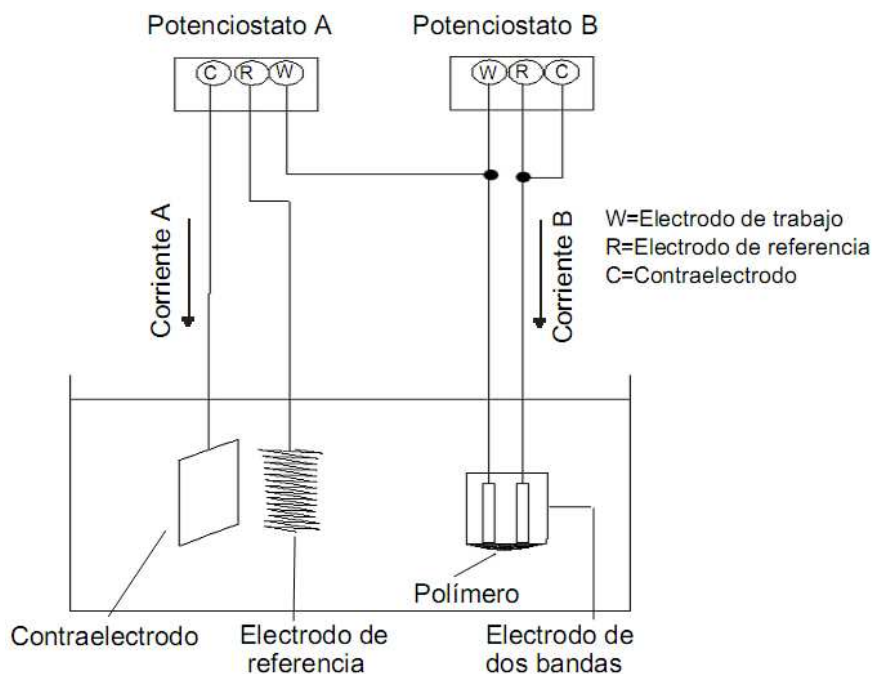 Potenciostato A
Potenciostato B
C R W
W R C
Corriente A
Corriente B
W=Electrodo de trabajo
R=Electrodo de referencia
C=Contraelectrodo
Polímero
Contraelectrodo
Electrodo de
referencia
Electrodo de
dos bandas